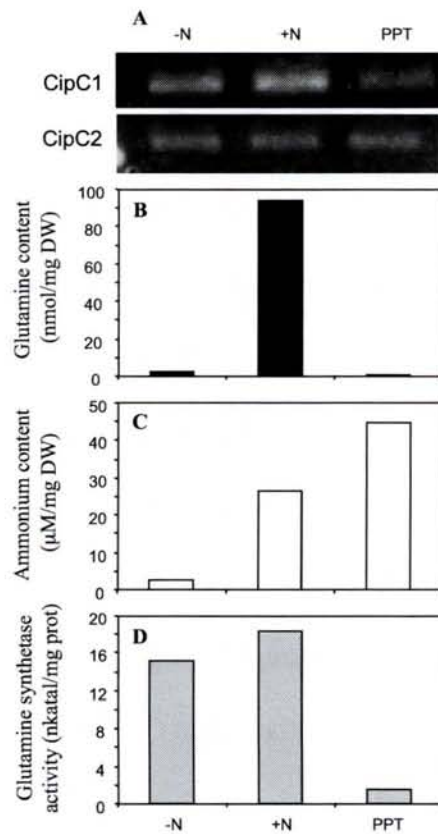 A
-N +N PPT
CipC1
CipC2
B
Glutamine content
(nmol/mg DW)
100
80
60
40
20
0
C
Ammonium content
(µM/mg DW)
50
40
30
20
10
0
D
Glutamine synthetase
activity (nkatal/mg prot)
20
16
12
8
4
0
-N +N PPT